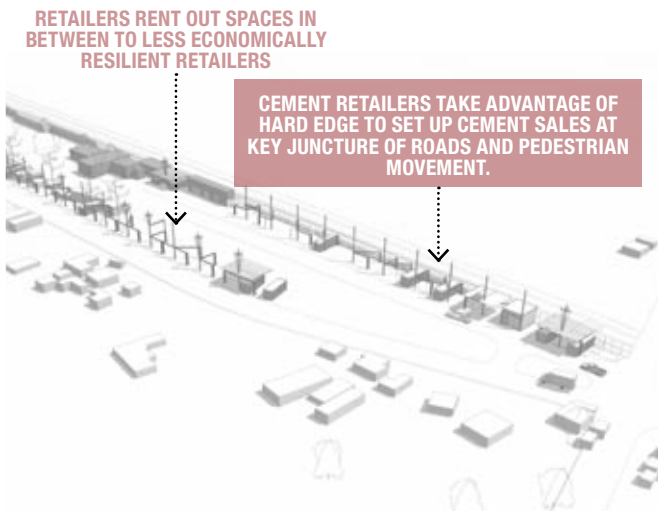 RETAILERS RENT OUT SPACES IN
BETWEEN TO LESS ECONOMICALLY
RESILIENT RETAILERS
CEMENT RETAILERS TAKE ADVANTAGE OF
HARD EDGE TO SET UP CEMENT SALES AT
KEY JUNCTURE OF ROADS AND PEDESTRIAN
MOVEMENT.